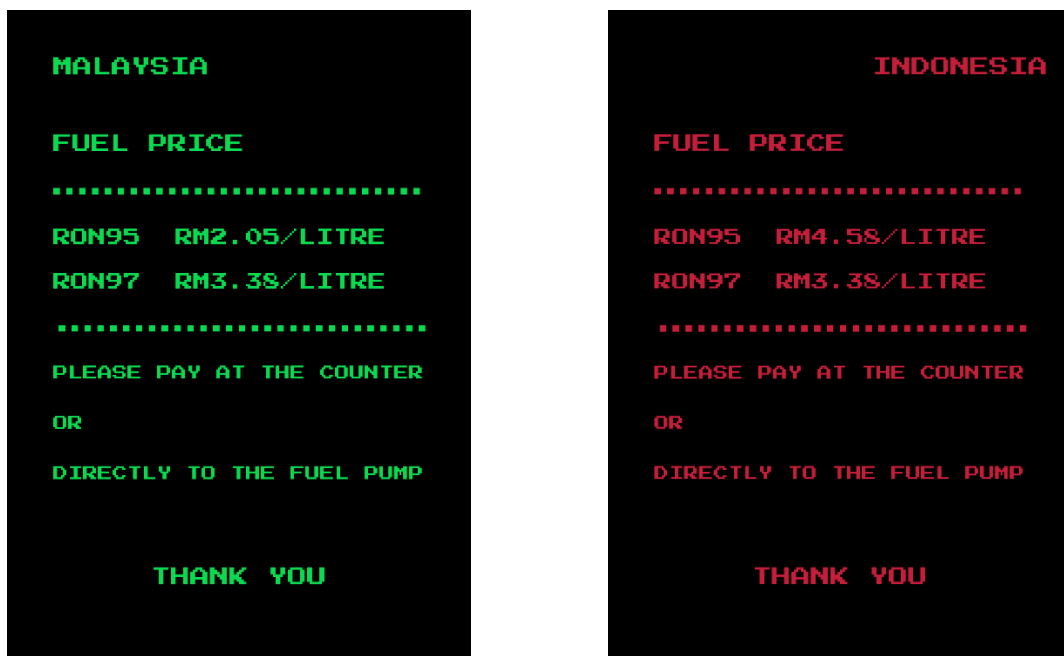 MALAYSIA
FUEL PRICE
RON95 RM2.05/LITRE
RON97 RM3.38/LITRE
PLEASE PAY AT THE COUNTER
OR
DIRECTLY TO THE FUEL PUMP
THANK YOU
INDONESIA
FUEL PRICE
RON95 RM4.58/LITRE
RON97 RM3.38/LITRE
PLEASE PAY AT THE COUNTER
OR
DIRECTLY TO THE FUEL PUMP
THANK YOU